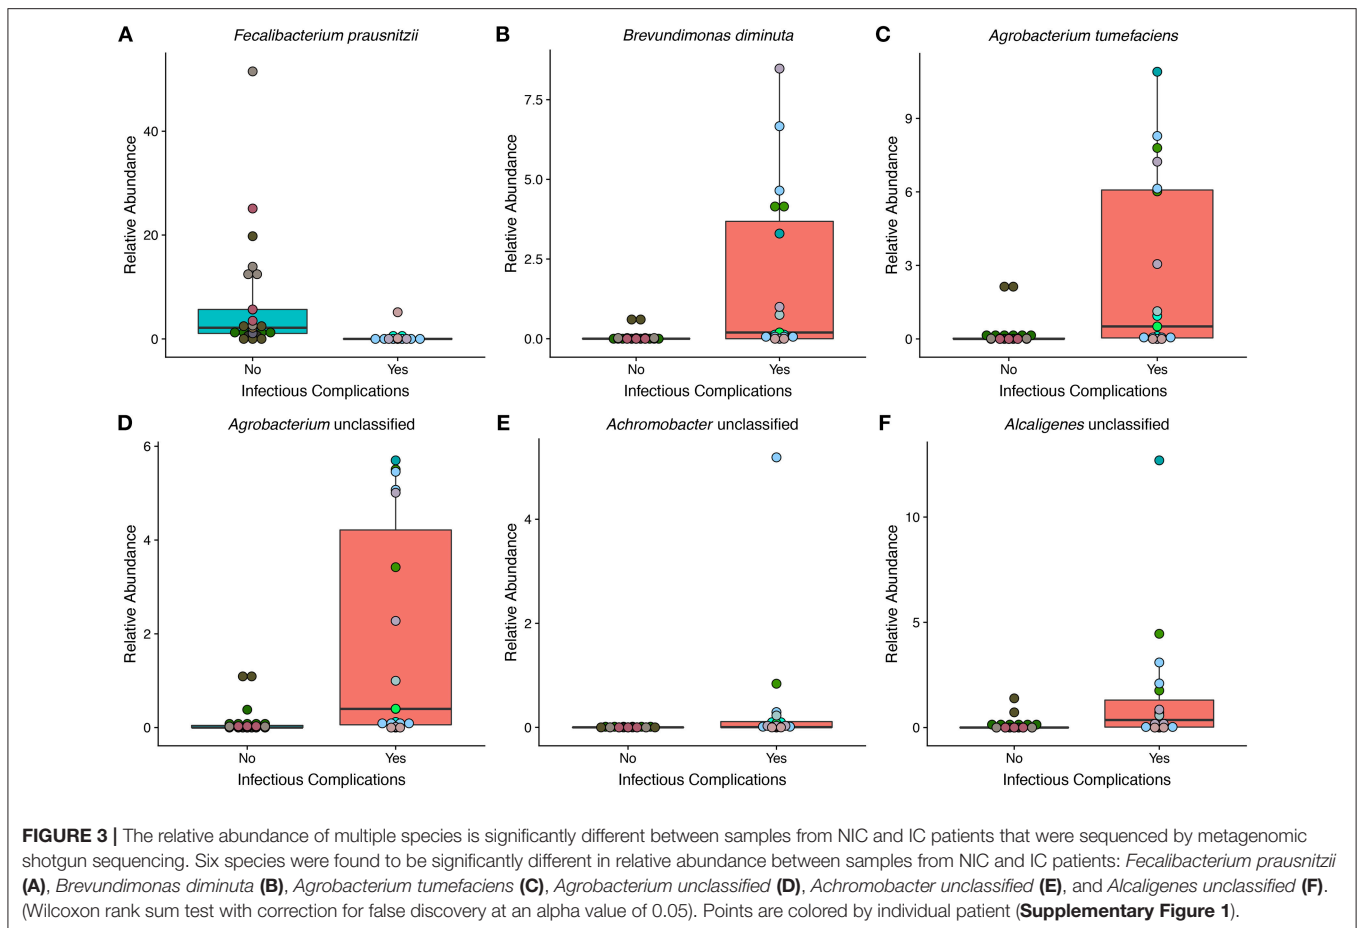 A
Fecalibacterium prausnitzii
Relative Abundance
40
20
0
No
Yes
Infectious Complications
B
Brevundimonas diminuta
Relative Abundance
7.5
5.0
2.5
0.0
No
Yes
Infectious Complications
C
Agrobacterium tumefaciens
Relative Abundance
9
6
3
0
No
Yes
Infectious Complications
D
Agrobacterium unclassified
Relative Abundance
6
4
2
0
No
Yes
Infectious Complications
E
Achromobacter unclassified
Relative Abundance
4
2
0
No
Yes
Infectious Complications
F
Alcaligenes unclassified
Relative Abundance
10
5
0
No
Yes
Infectious Complications
FIGURE 3 | The relative abundance of multiple species is significantly different between samples from NIC and IC patients that were sequenced by metagenomic
shotgun sequencing. Six species were found to be significantly different in relative abundance between samples from NIC and IC patients: Fecalibacterium prausnitzii
(A), Brevundimonas diminuta (B), Agrobacterium tumefaciens (C), Agrobacterium unclassified (D), Achromobacter unclassified (E), and Alcaligenes unclassified (F).
(Wilcoxon rank sum test with correction for false discovery at an alpha value of 0.05). Points are colored by individual patient (Supplementary Figure 1).